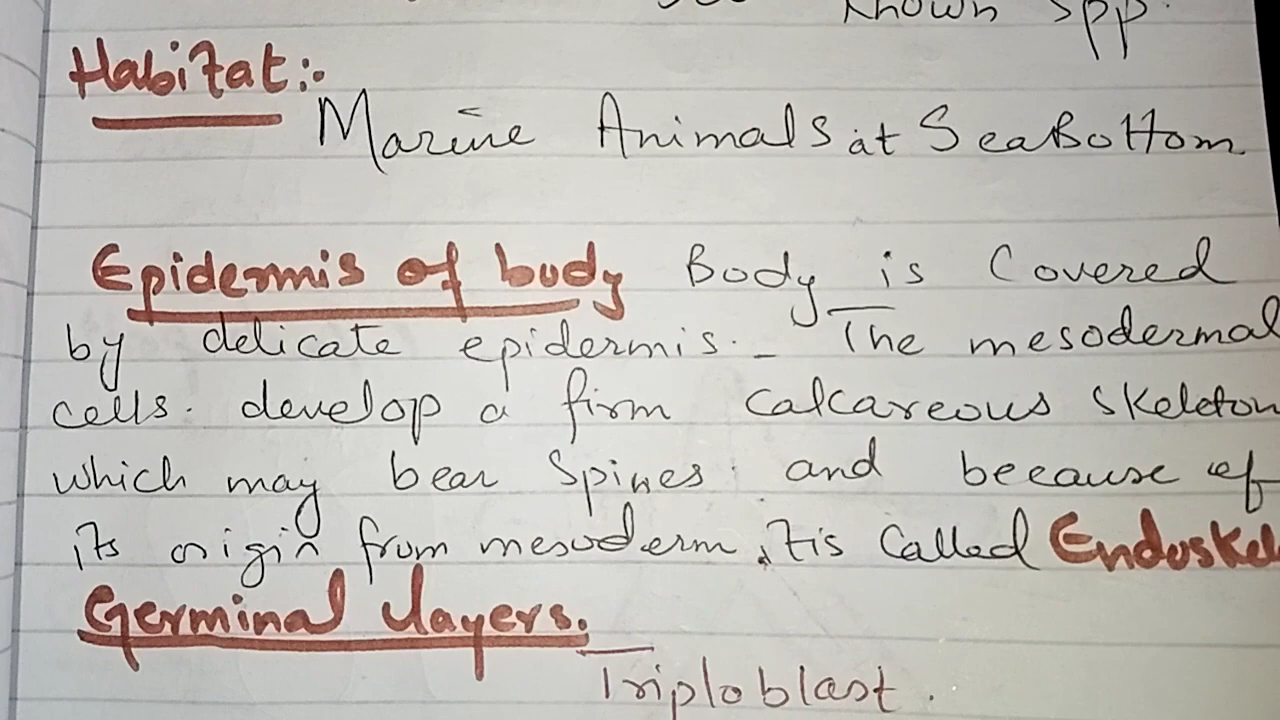 Known Spp.
Habitat:-
Marine Animals at Sea Bottom
Epidermis of body Body is Covered
by delicate epidermis. The mesodermal
cells. develop a firm calcareous skeleton
which may bear Spines. and because of
its origin from mesoderm, It is Called Endoskel
Germinal layers.
Triploblast.